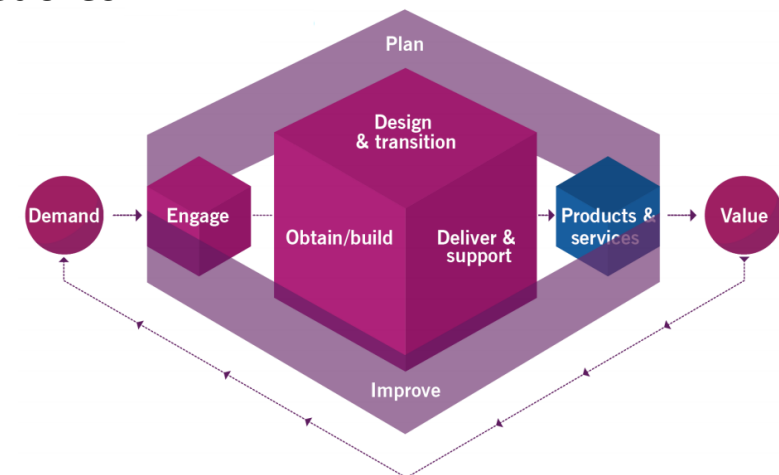 Plan
Design
& transition
Demand
Engage
Obtain/build
Deliver &
support
Products &
services
Value
Improve